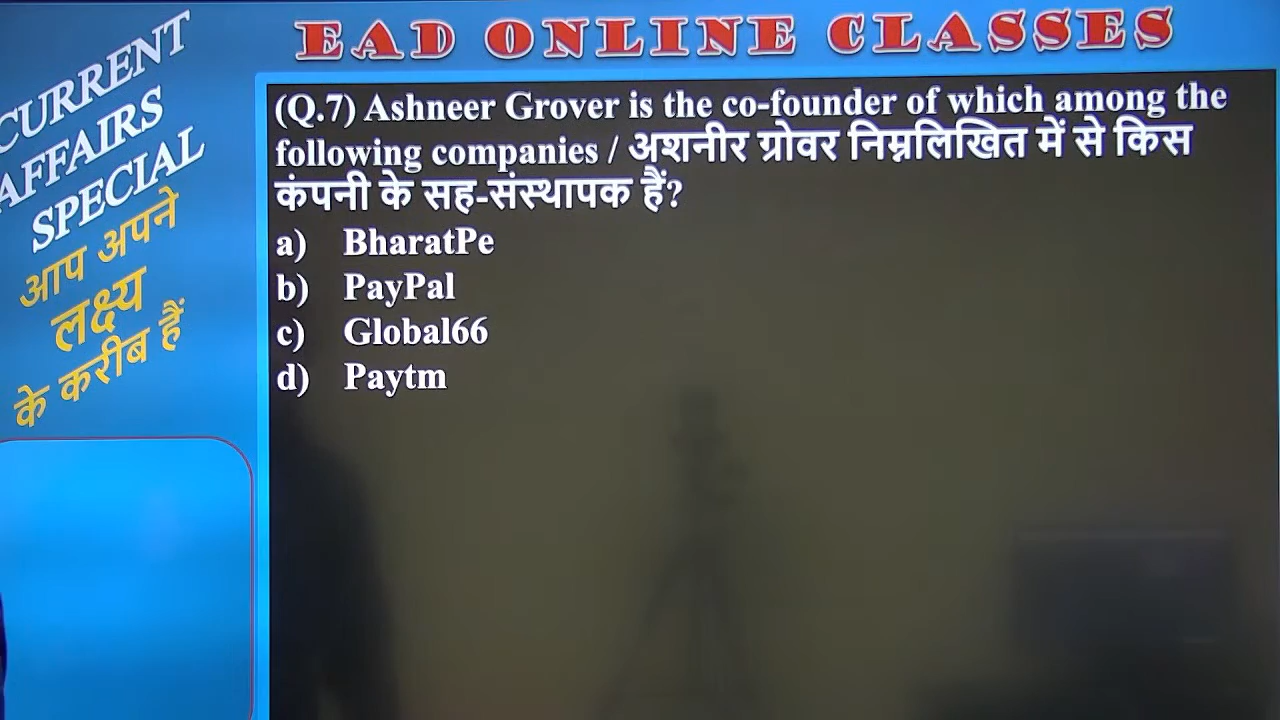 EAD ONLINE CLASSES
CURRENT
AFFAIRS
SPECIAL
आप अपने
लक्ष्य
के करीब हैं
(Q.7) Ashneer Grover is the co-founder of which among the
following companies / अशनीर ग्रोवर निम्नलिखित में से किस
कंपनी के सह-संस्थापक हैं?
a) BharatPe
b) PayPal
c) Global66
d) Paytm